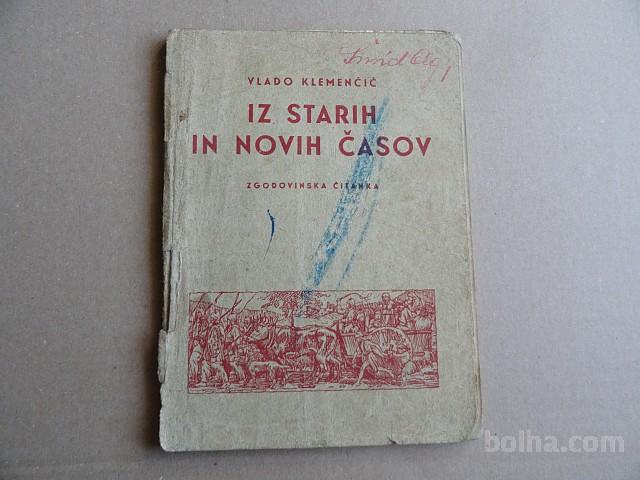 VLADO KLEMENČIČ
IZ STARIH
IN NOVIH ČASOV
ZGODOVINSKA ČITANKA
bolha.com